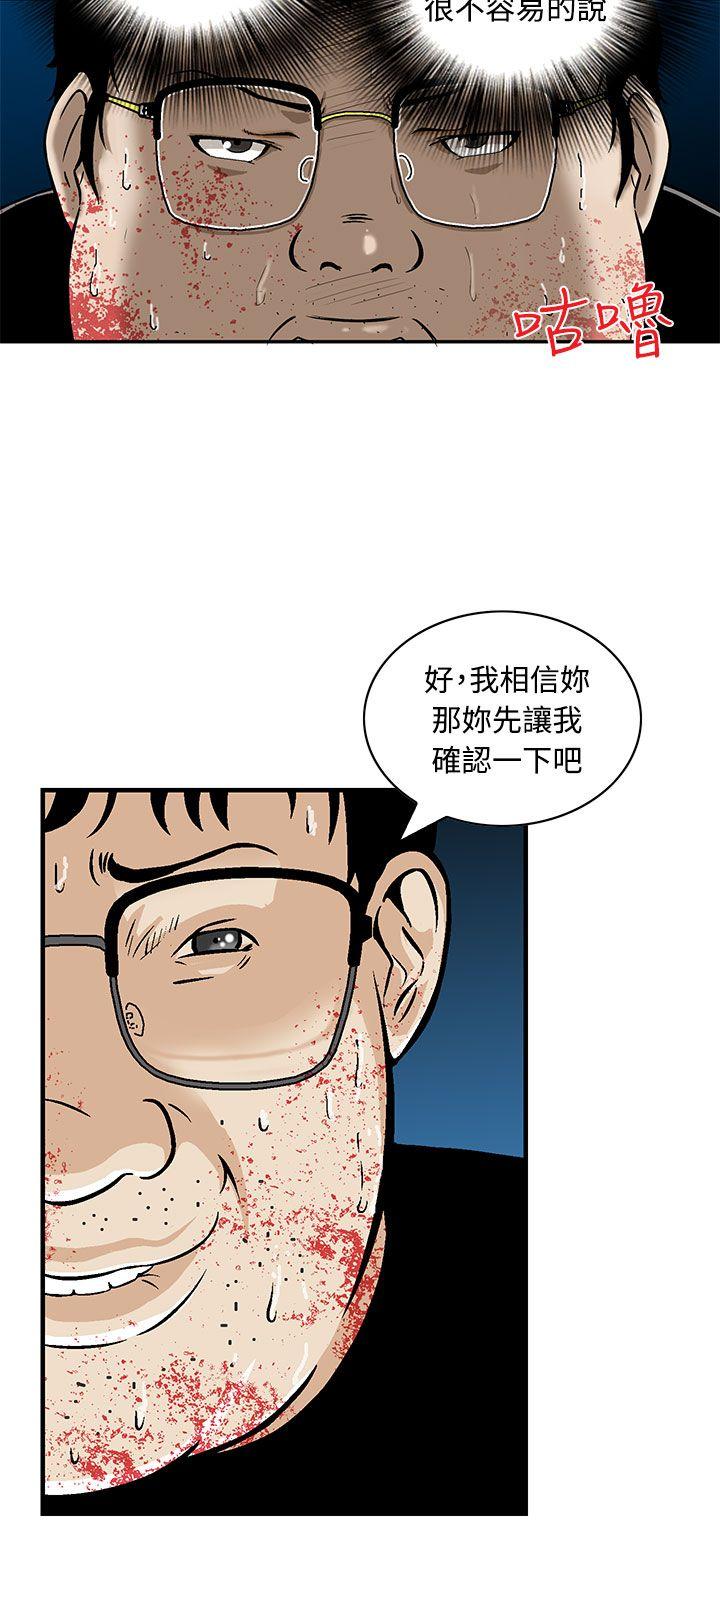 很不容易的說
咕嚕
好，我相信妳
那妳先讓我
確認一下吧